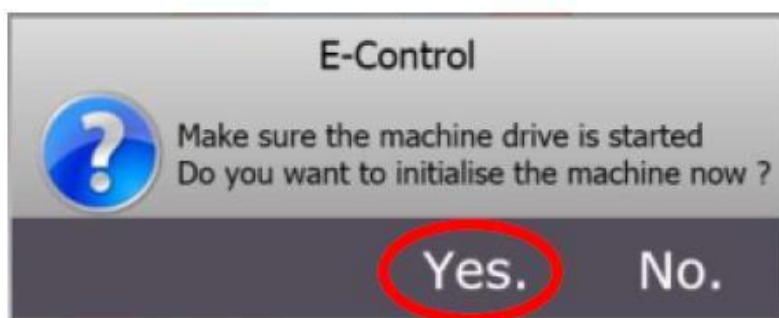 E-Control
Make sure the machine drive is started
Do you want to initialise the machine now ?
Yes. No.